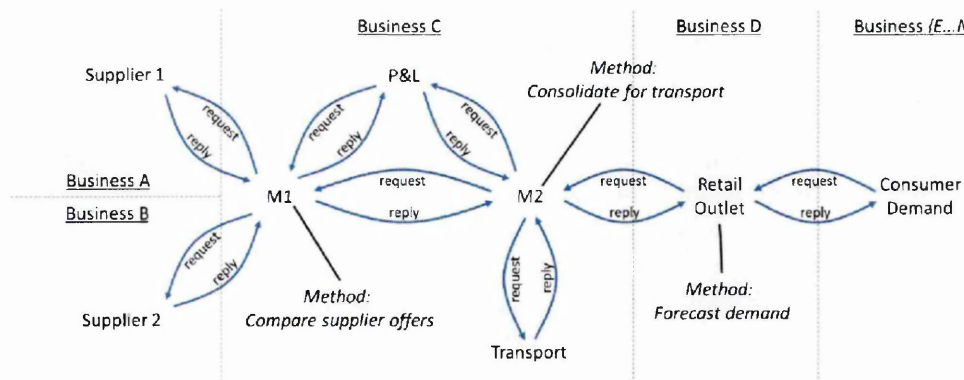 Business C
Business D
Business (E...N
Supplier 1
P&L
Method:
Consolidate for transport
request
reply
request
reply
request
reply
Business A
Business B
M1
request
reply
M2
request
reply
Retail
Outlet
request
reply
Consumer
Demand
request
reply
Supplier 2
Method:
Compare supplier offers
request
reply
Transport
Method:
Forecast demand